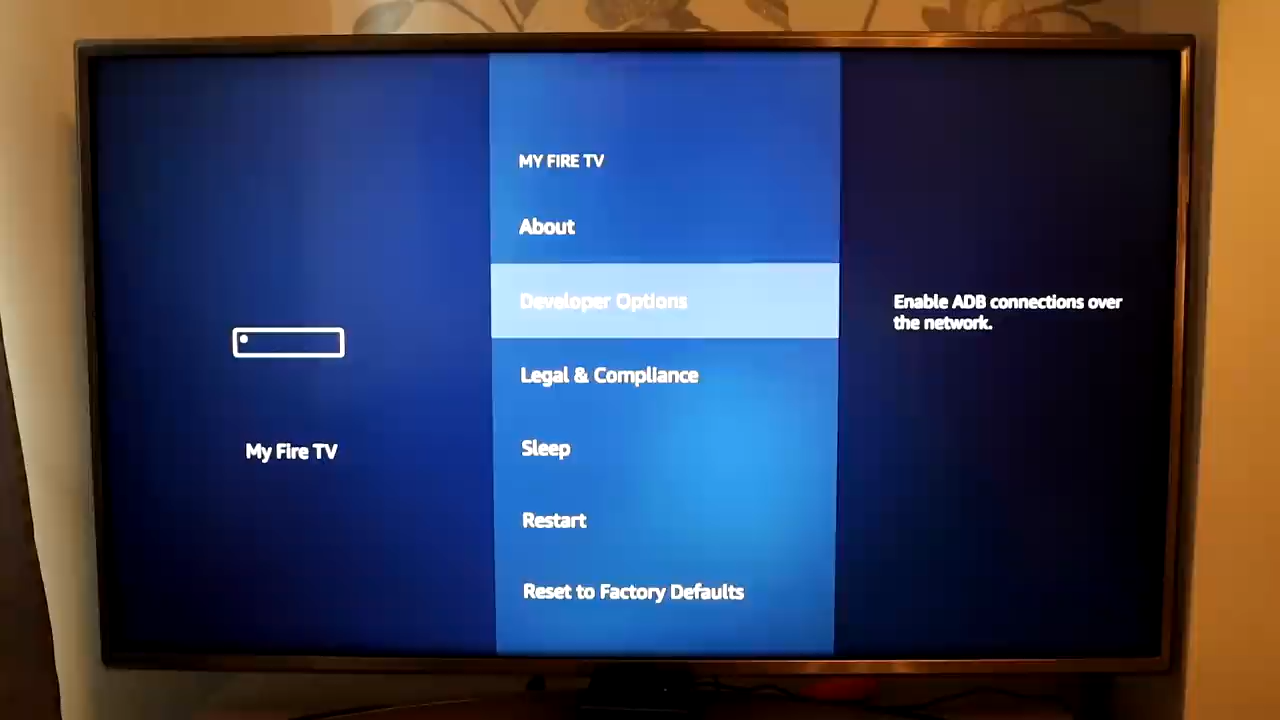 MY FIRE TV
About
Developer Options
Legal & Compliance
Sleep
Restart
Reset to Factory Defaults
My Fire TV
Enable ADB connections over
the network.